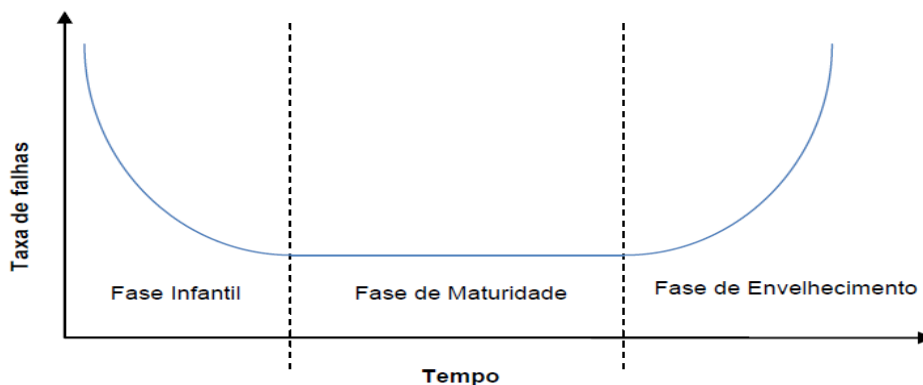 Taxa de falhas
Fase Infantil
Fase de Maturidade
Fase de Envelhecimento
Tempo